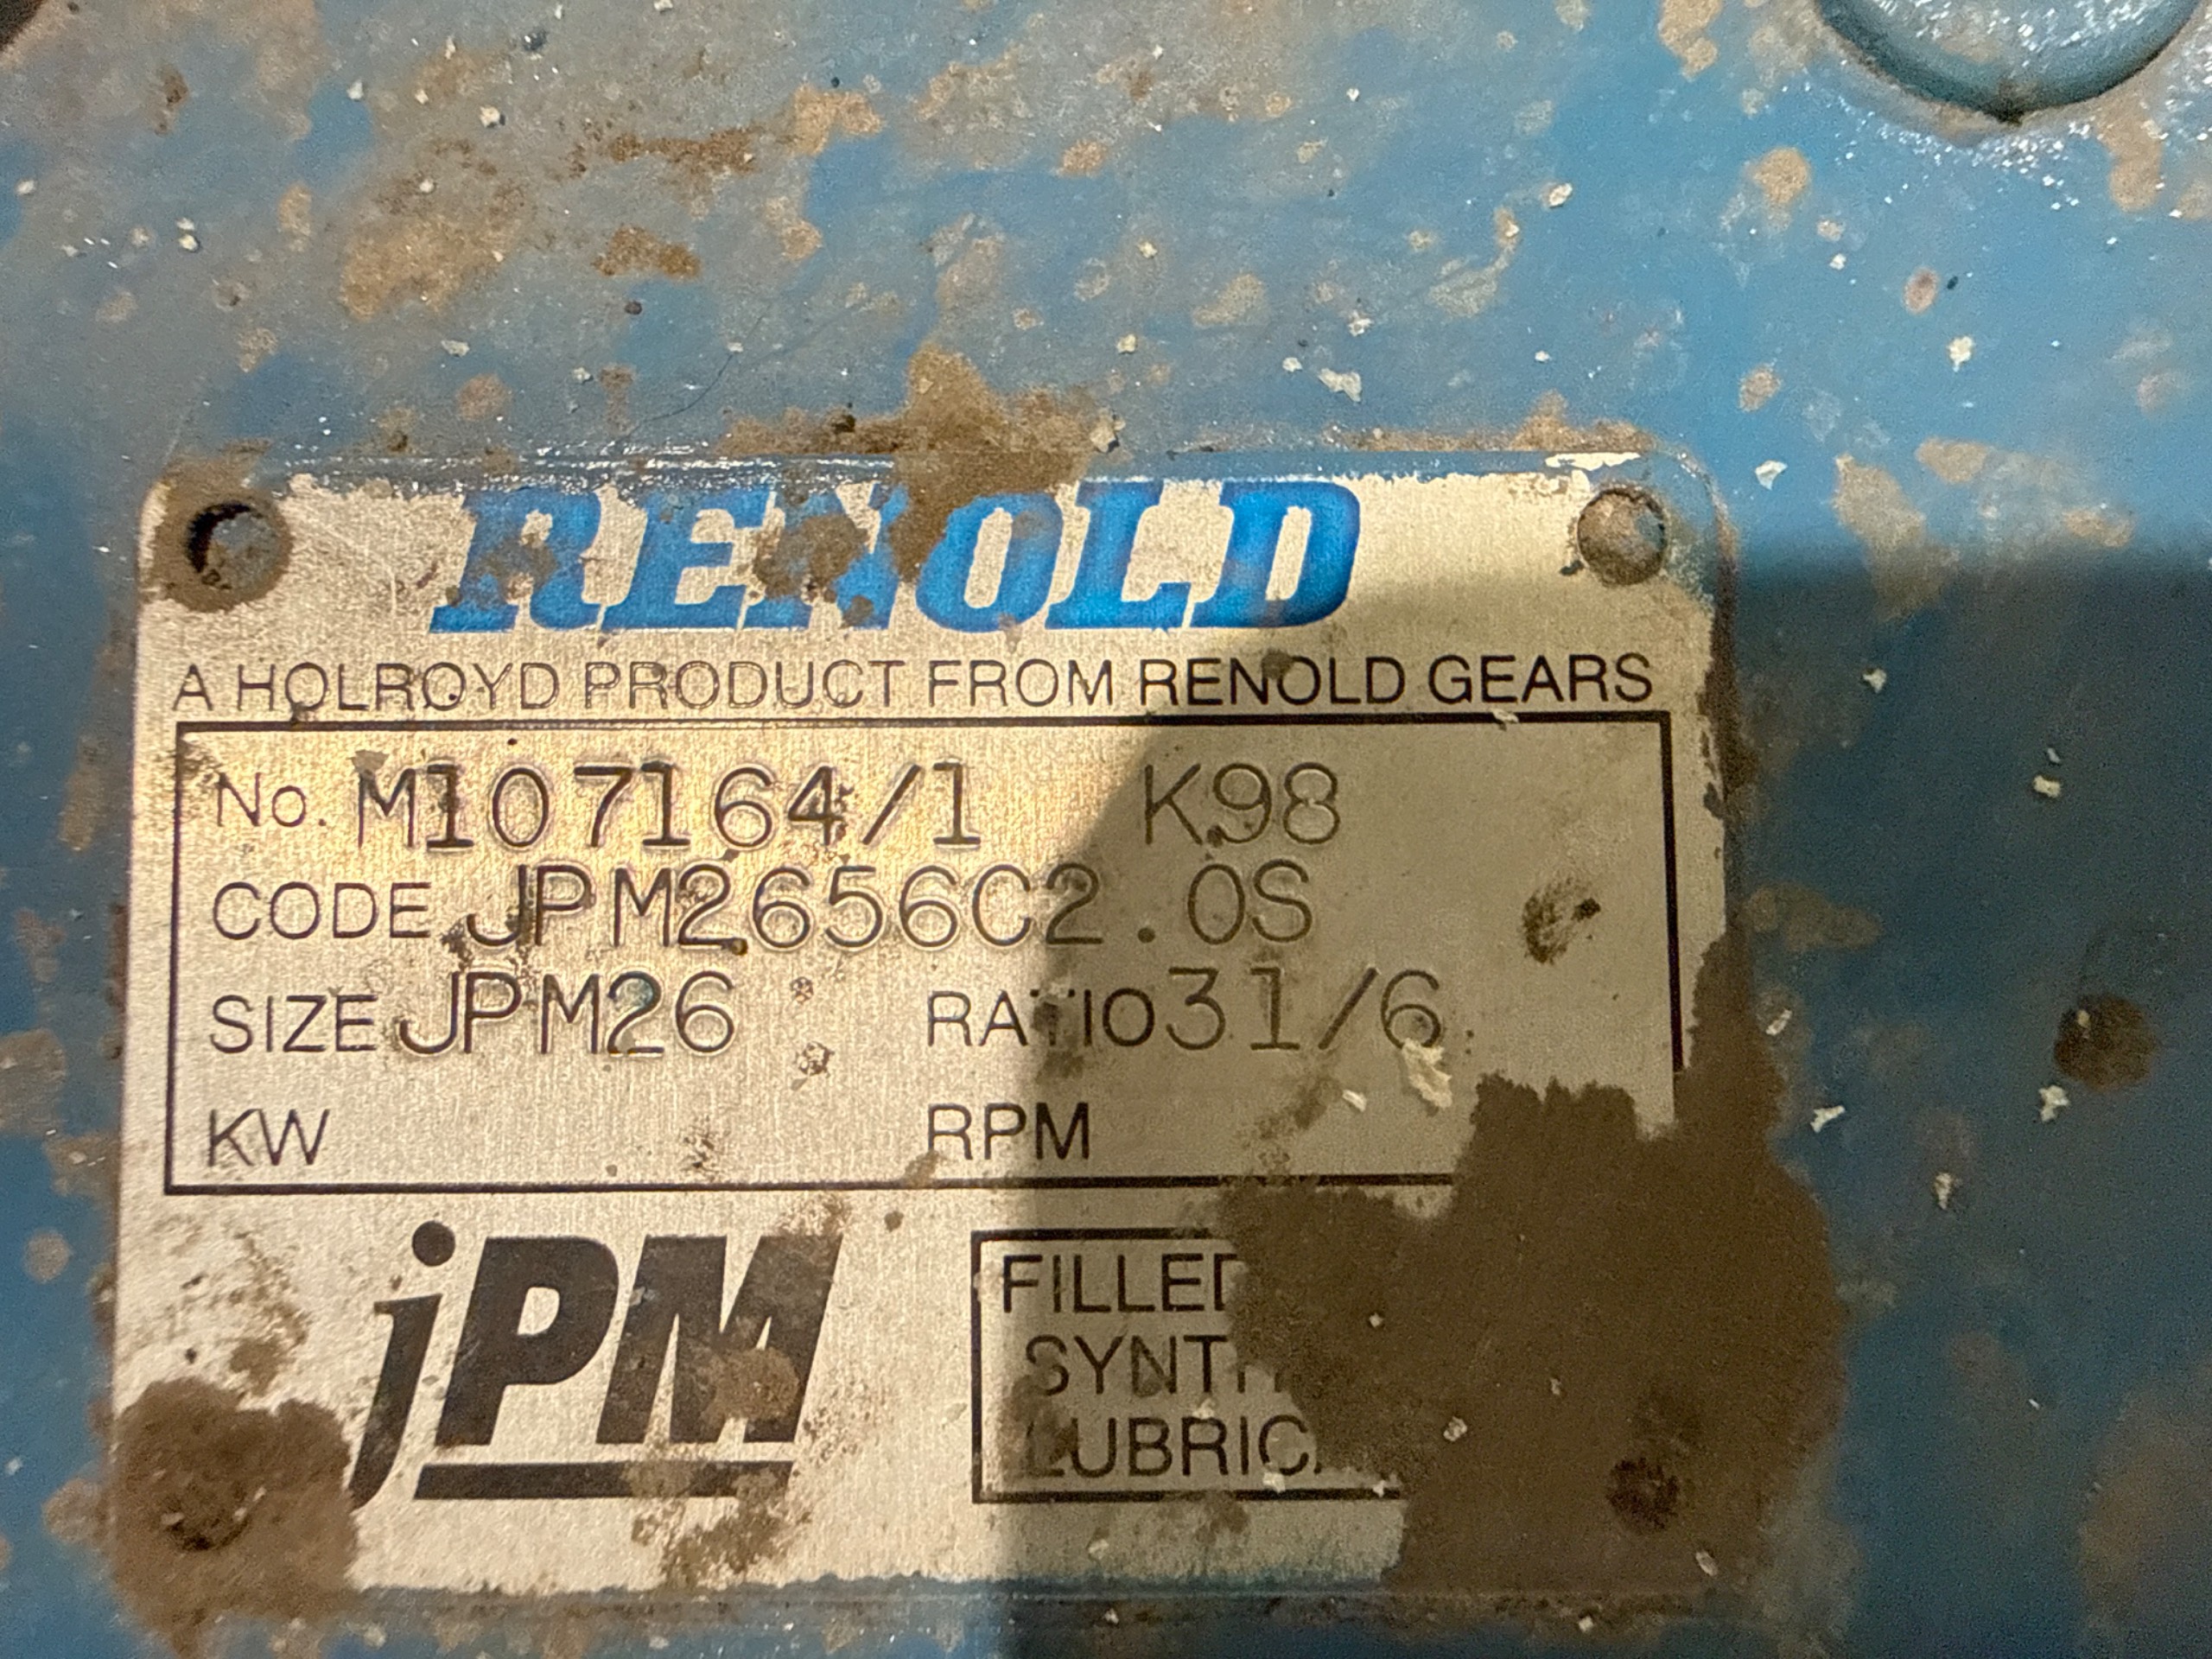 RENOLD
A HOLROYD PRODUCT FROM RENOLD GEARS
No. M107164/1 K98
CODE JPM2656C2.0S
SIZE JPM26 RATIO 31/6
KW RPM
jPM
FILLED